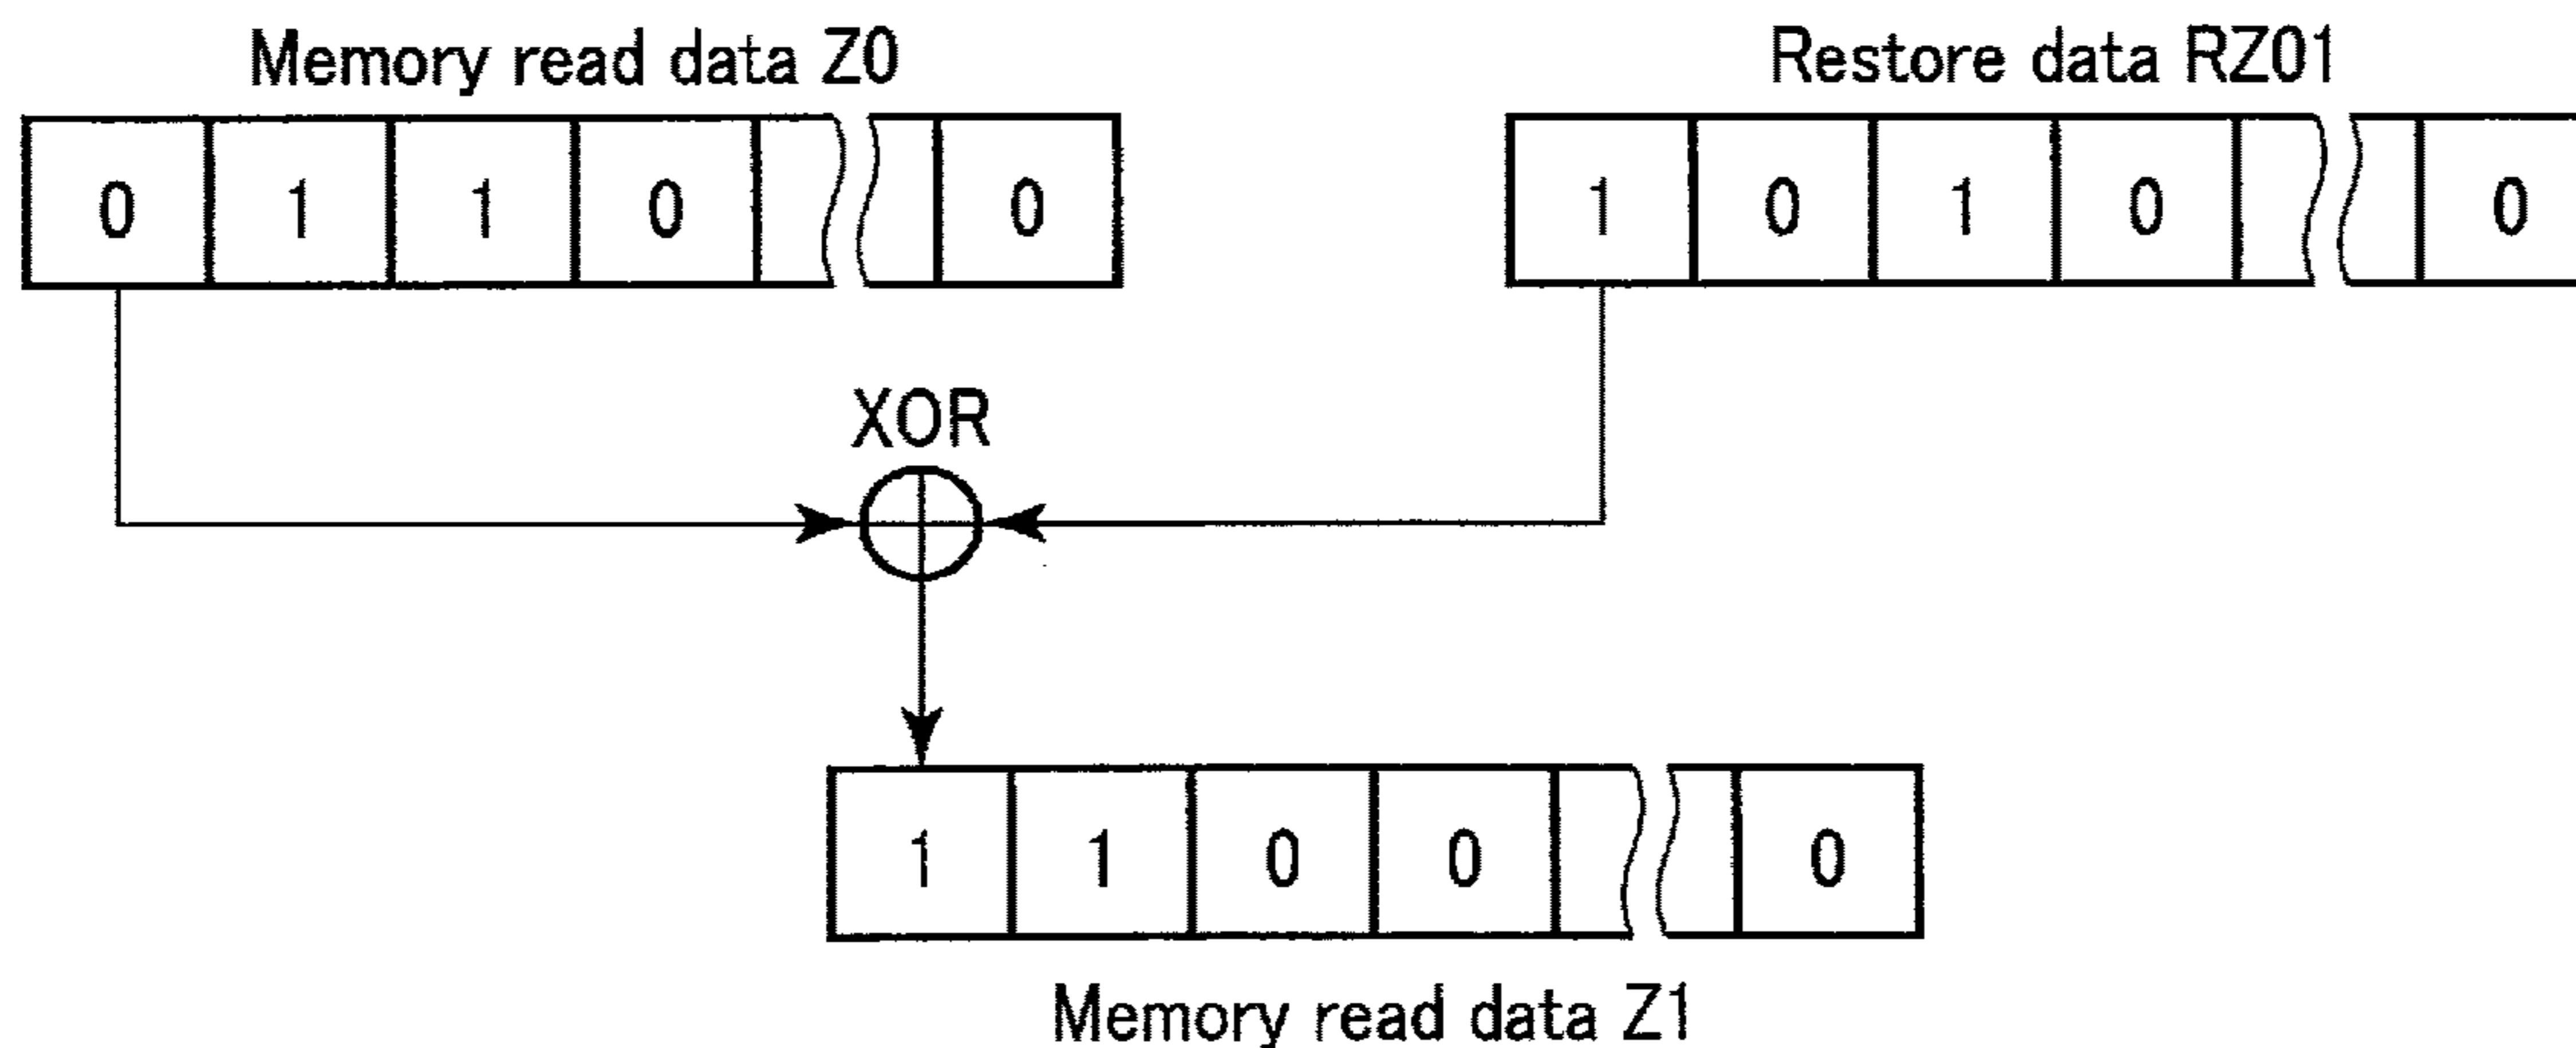 Memory read data Z0
Restore data RZ01
0 1 1 0 0
1 0 1 0 0
XOR
1 1 0 0 0
Memory read data Z1